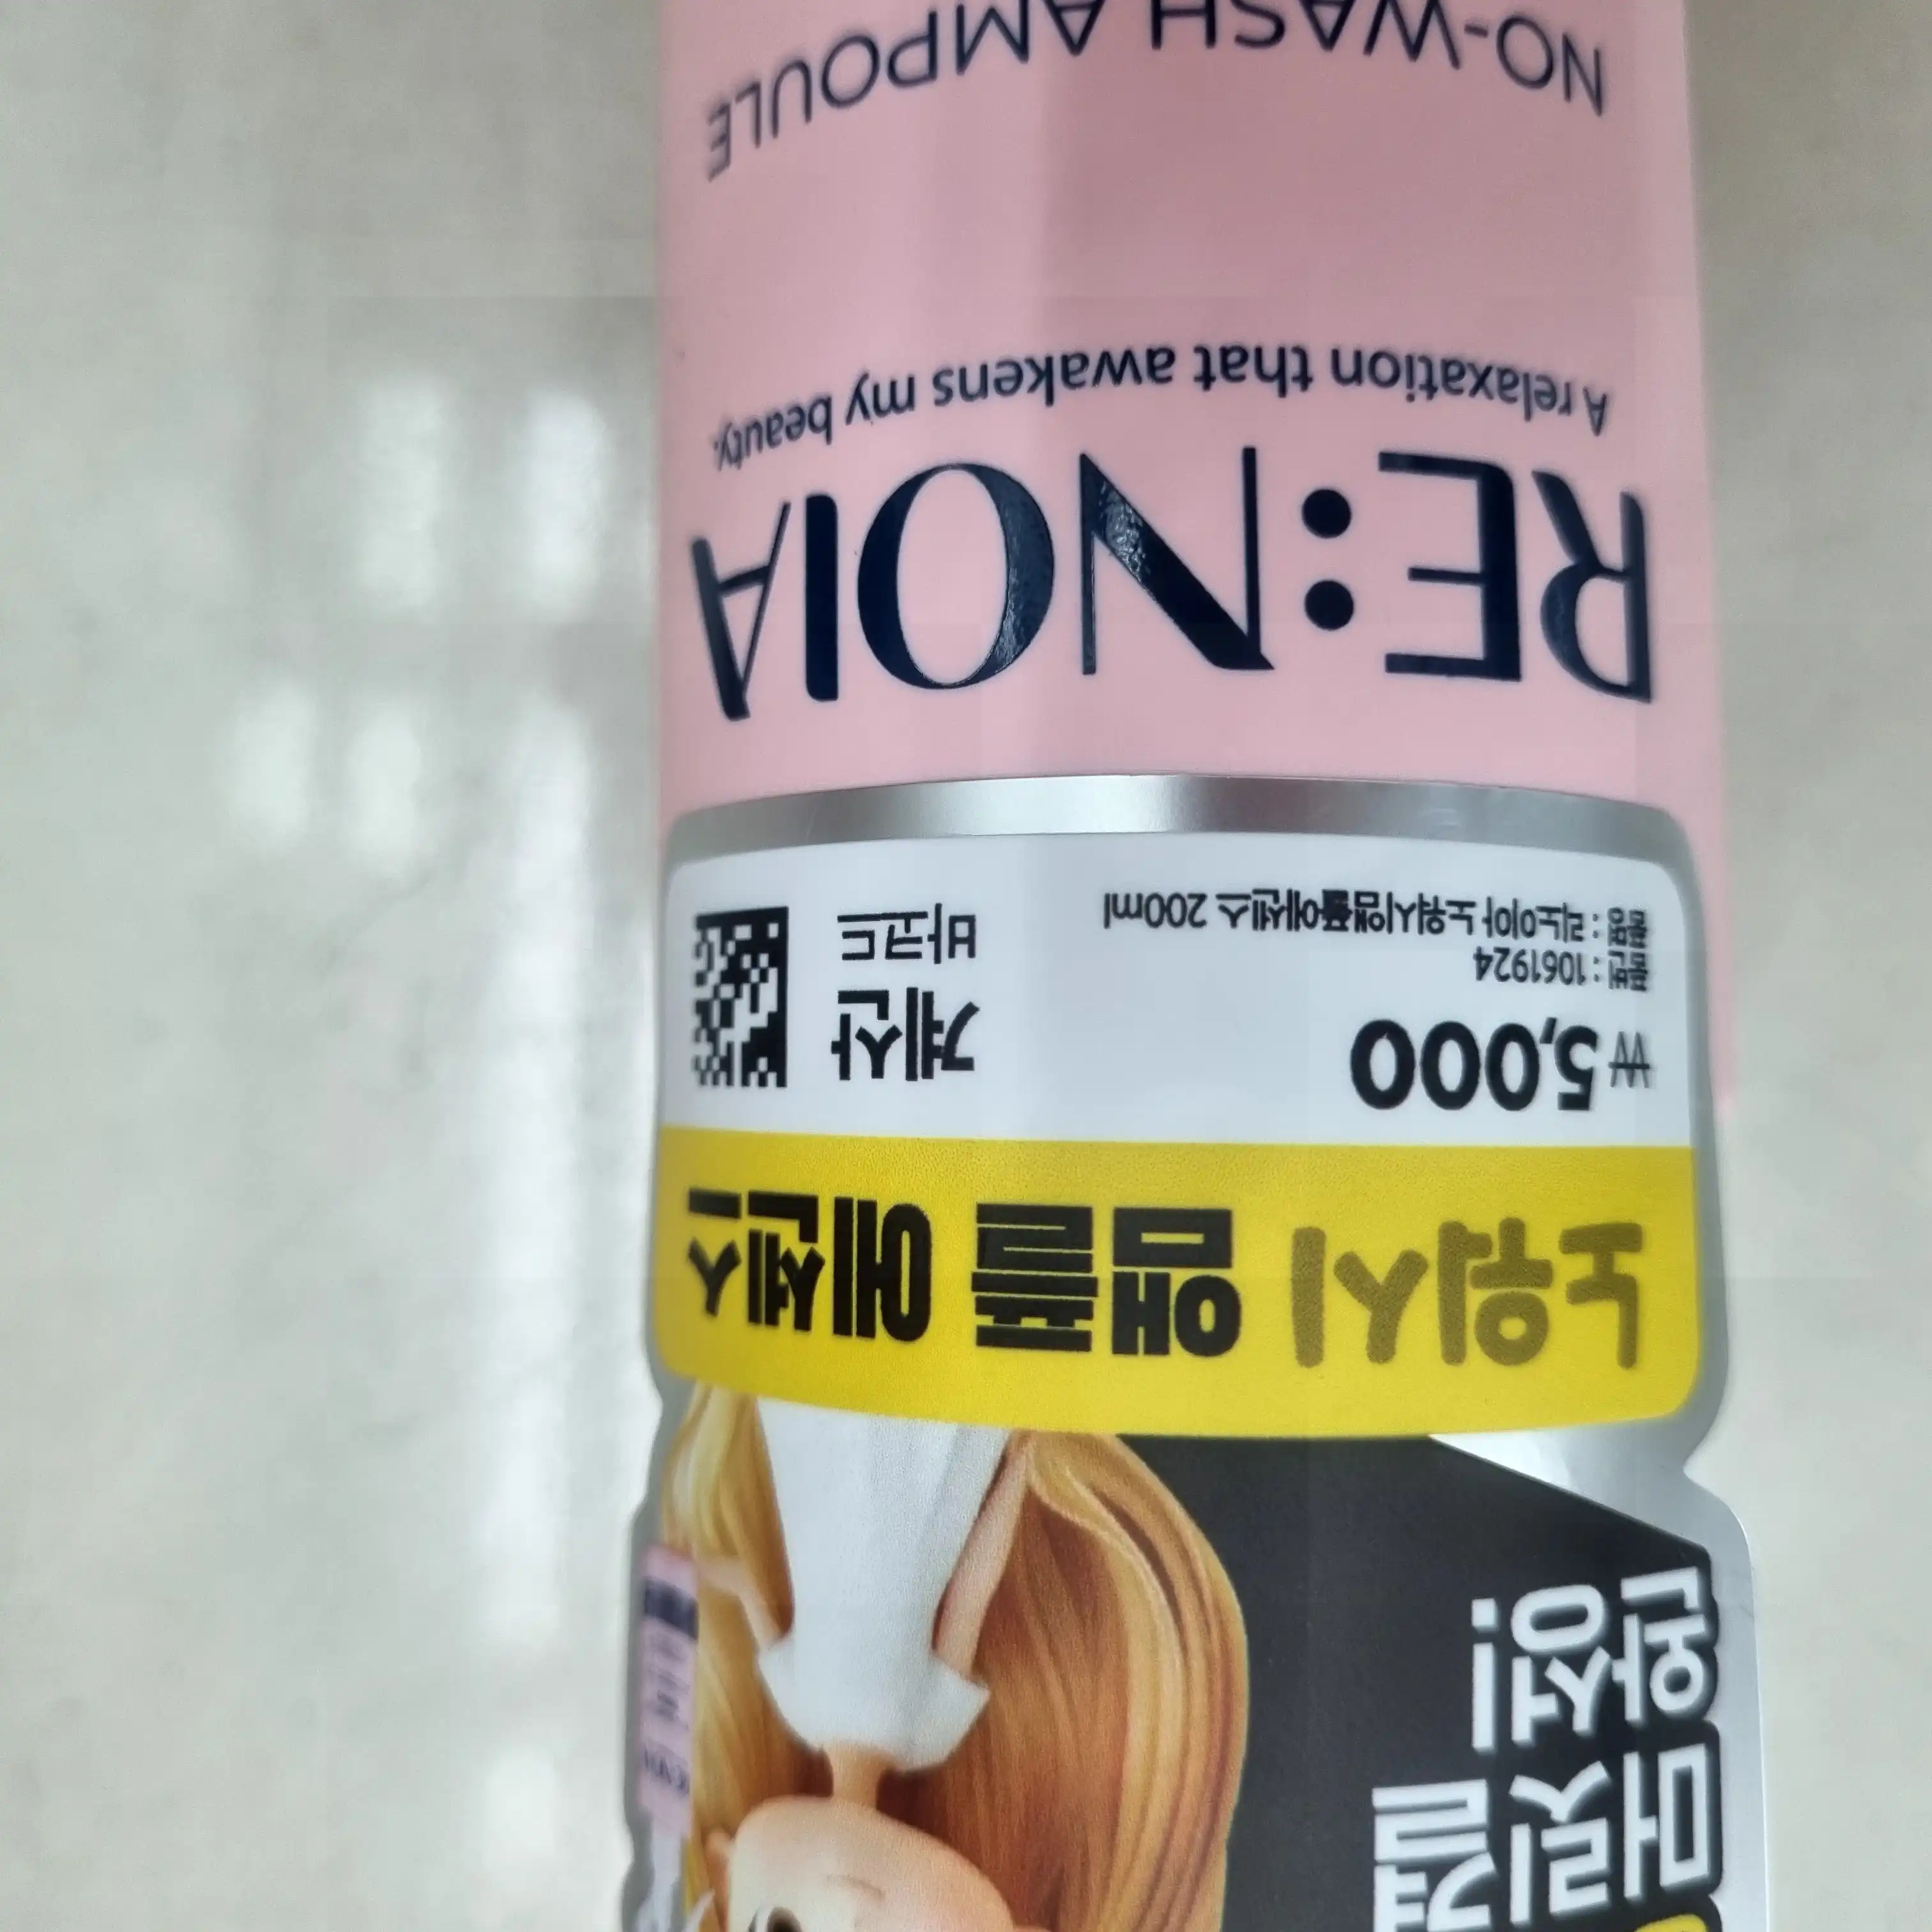 노워시 앰퓰 에센스
₩5,000
품번 : 1061924
품명 : 리노이아 노워시앰퓰에센스 200ml
계산
바코드
RE:NOIA
A relaxation that awakens my beauty.
NO-WASH AMPOULE